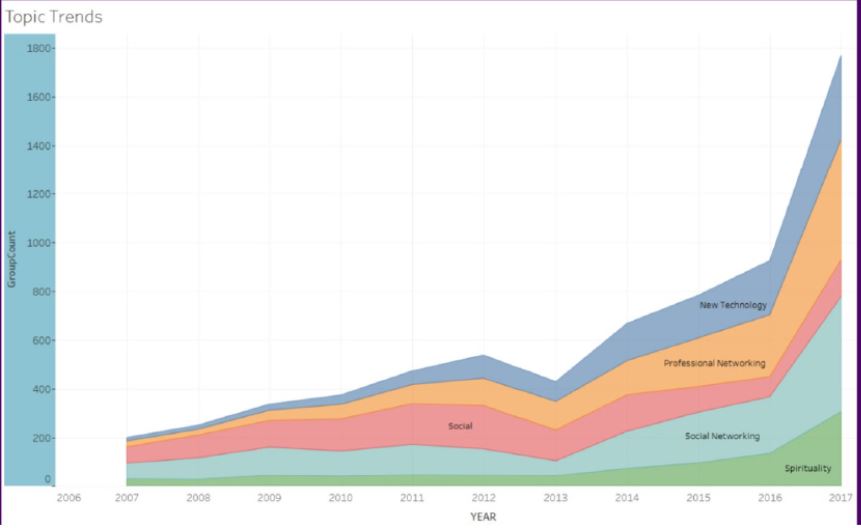 Topic Trends
1800
1600
1400
1200
1000
800
600
400
200
0
GroupCount
New Technology
Professional Networking
Social
Social Networking
Spirituality
2006 2007 2008 2009 2010 2011 2012 2013 2014 2015 2016 2017
YEAR